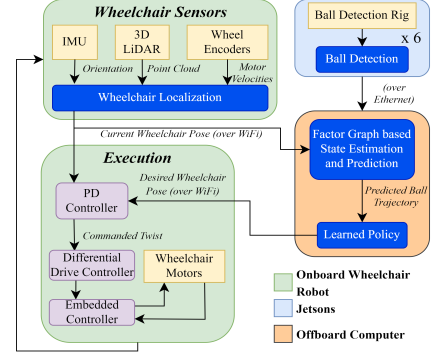 Wheelchair Sensors
IMU
3D
LiDAR
Wheel
Encoders
Orientation
Point Cloud
Motor
Velocities
Wheelchair Localization
Ball Detection Rig
x 6
Ball Detection
(over
Ethernet)
Current Wheelchair Pose (over WiFi)
Factor Graph based
State Estimation
and Prediction
Predicted Ball
Trajectory
Learned Policy
Execution
Desired Wheelchair
Pose (over WiFi)
PD
Controller
Commanded Twist
Differential
Drive Controller
Wheelchair
Motors
Embedded
Controller
Onboard Wheelchair
Robot
Jetsons
Offboard Computer